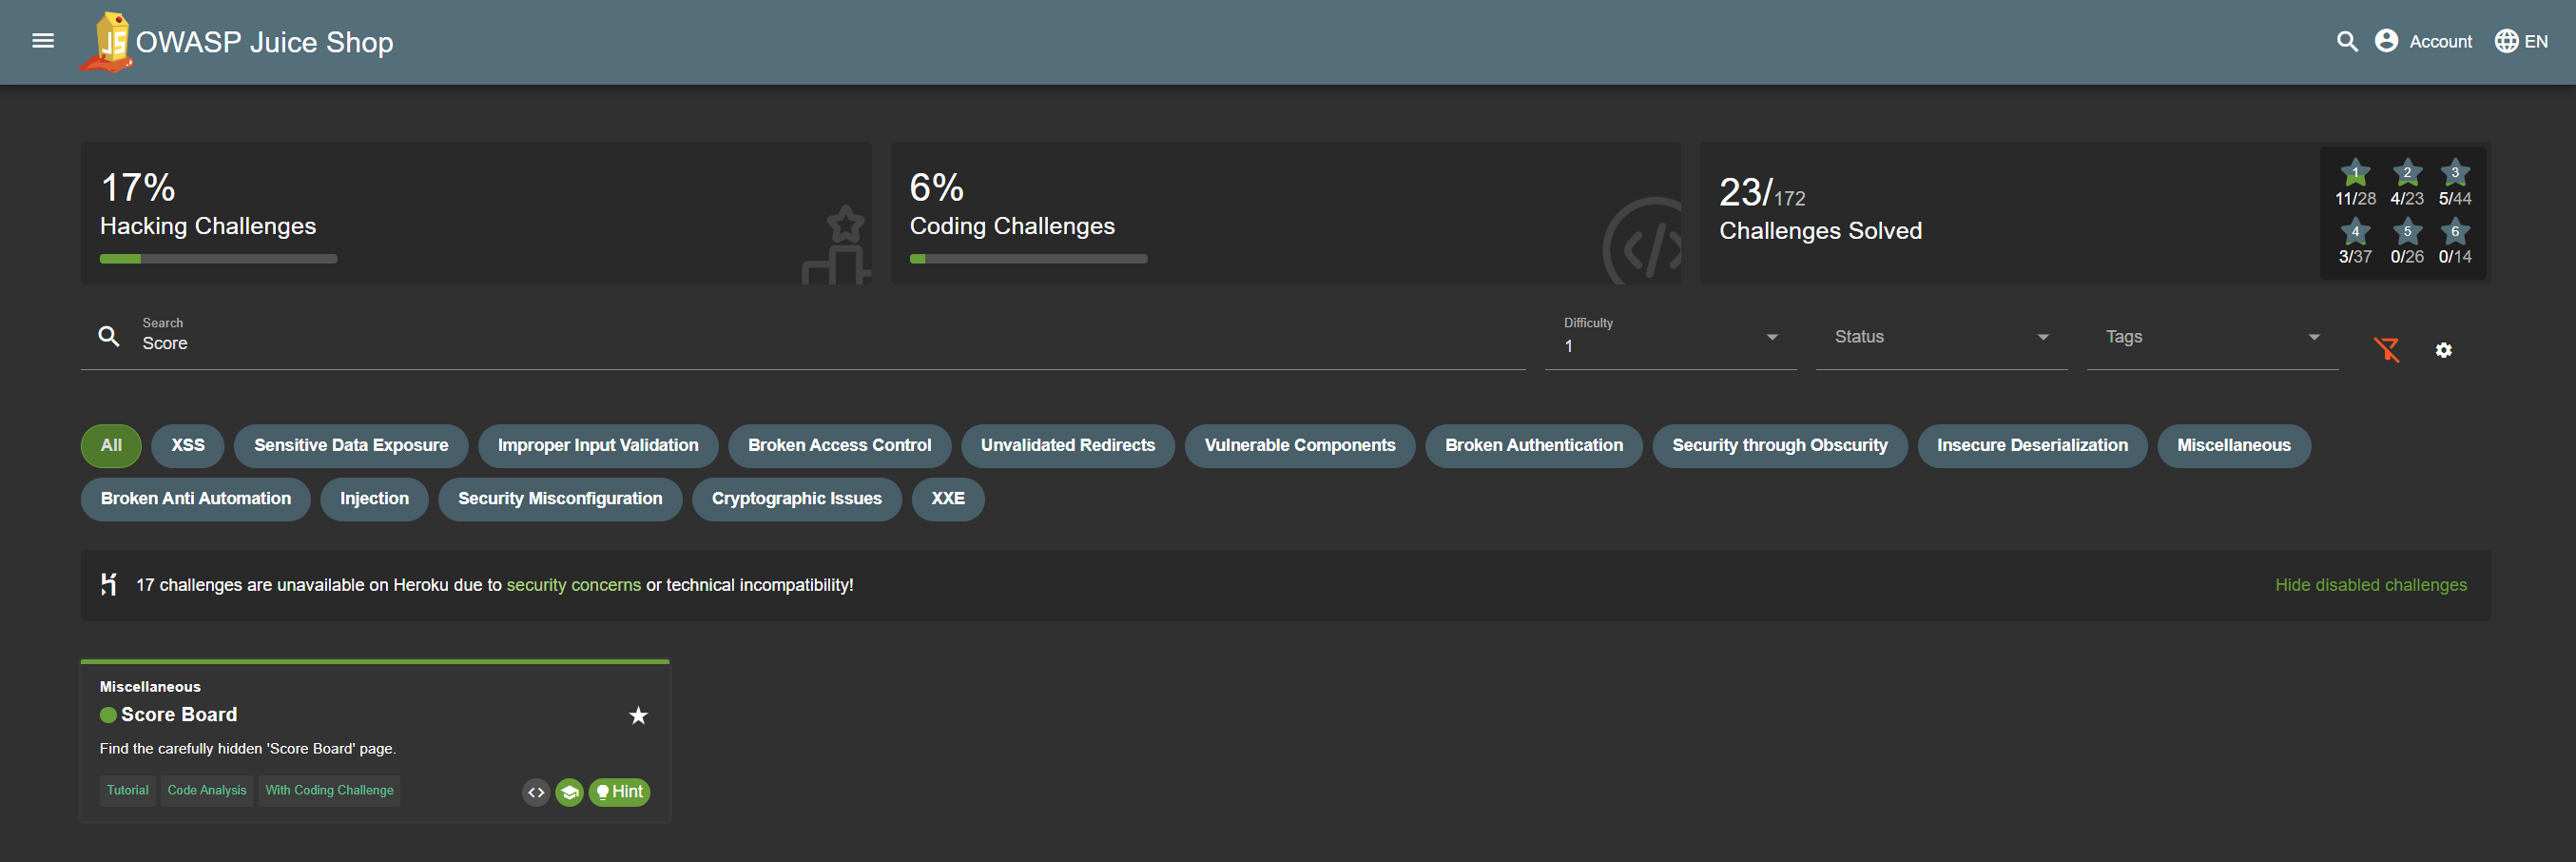 OWASP Juice Shop
Account
EN
17%
Hacking Challenges
6%
Coding Challenges
23/172
Challenges Solved
1 2 3
11/28 4/23 5/44
4 5 6
3/37 0/26 0/14
Search
Score
Difficulty
1
Status
Tags
All XSS Sensitive Data Exposure Improper Input Validation Broken Access Control Unvalidated Redirects Vulnerable Components Broken Authentication Security through Obscurity Insecure Deserialization Miscellaneous
Broken Anti Automation Injection Security Misconfiguration Cryptographic Issues XXE
17 challenges are unavailable on Heroku due to security concerns or technical incompatibility!
Hide disabled challenges
Miscellaneous
Score Board
Find the carefully hidden 'Score Board' page.
Tutorial Code Analysis With Coding Challenge
<> Hint